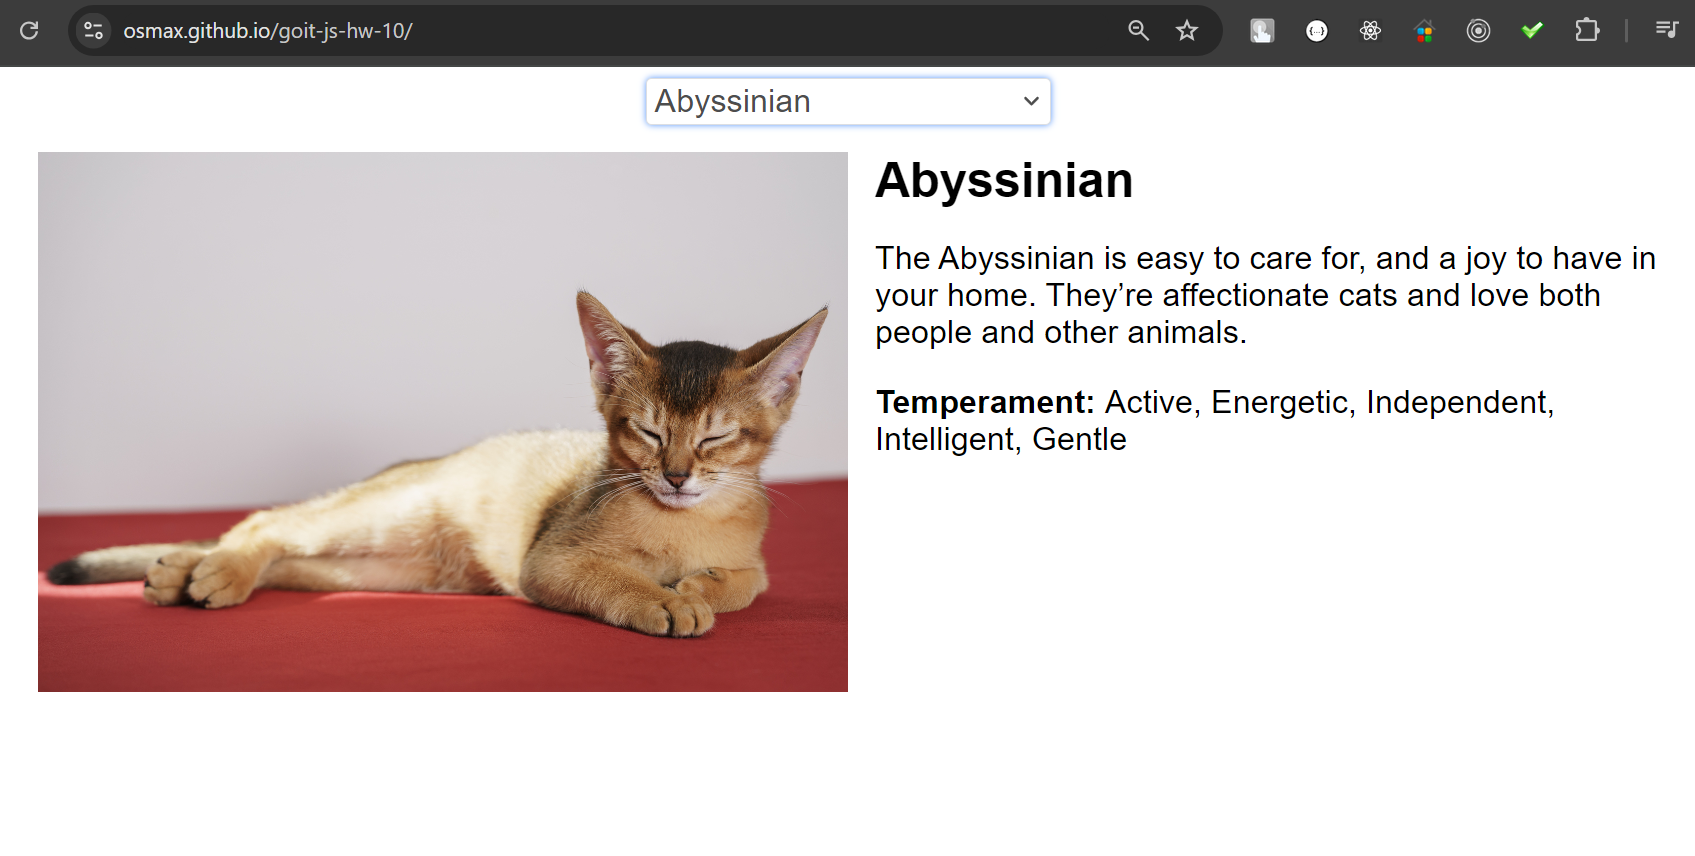 osmax.github.io/goit-js-hw-10/
Abyssinian
Abyssinian
The Abyssinian is easy to care for, and a joy to have in
your home. They’re affectionate cats and love both
people and other animals.
Temperament: Active, Energetic, Independent,
Intelligent, Gentle